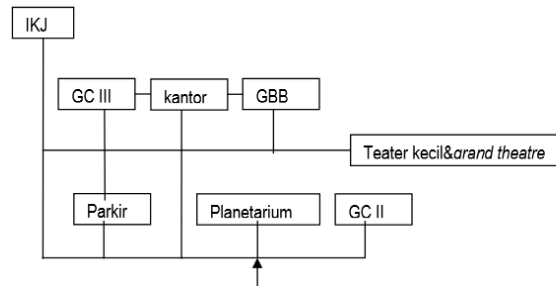 IKJ
GC III
kantor
GBB
Teater kecil&grand theatre
Parkir
Planetarium
GC II